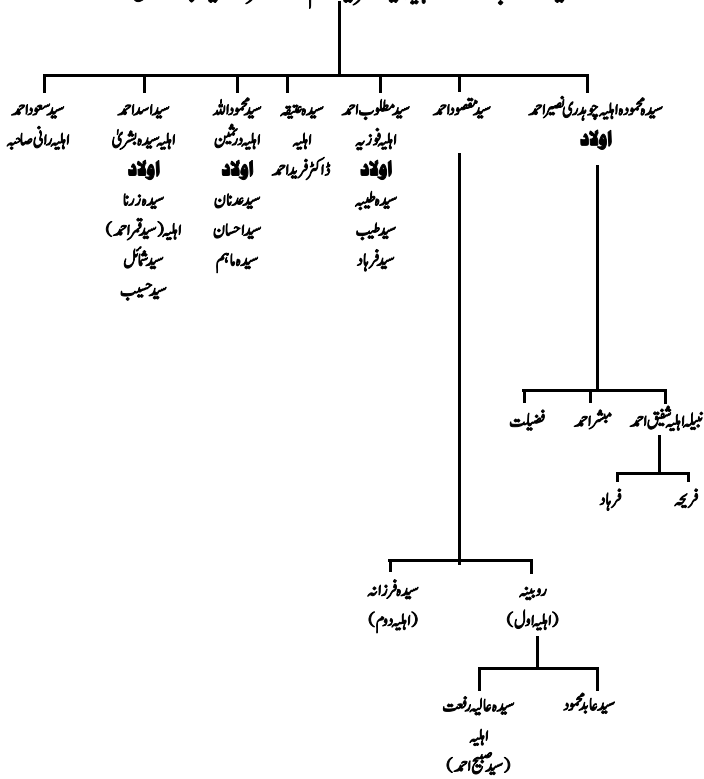 سیدہ محمودہ اہلیہ چوہدری نصیر احمد
اولاد
سید مقصود احمد
سید مطلوب احمد
اہلیہ فوزیہ
اولاد
سیدہ طیبہ
سید طیب
سید فرہاد
سیدہ عتیقہ
اہلیہ
ڈاکٹر فرید احمد
سید محمود اللہ
اہلیہ درثمین
اولاد
سید عدنان
سید احسان
سیدہ ماہم
سید اسد احمد
اہلیہ سیدہ بشریٰ
اولاد
سیدہ زرنا
اہلیہ (سید قمر احمد)
سید شمائل
سید حسیب
سید سعود احمد
اہلیہ رانی صاحبہ
نبیلہ اہلیہ شفیق احمد
مبشر احمد
فضیلت
فریحہ
فرہاد
روبینہ
(اہلیہ اول)
سیدہ فرزانہ
(اہلیہ دوم)
سید عابد محمود
سیدہ عالیہ رفعت
اہلیہ
(سید صبیح احمد)